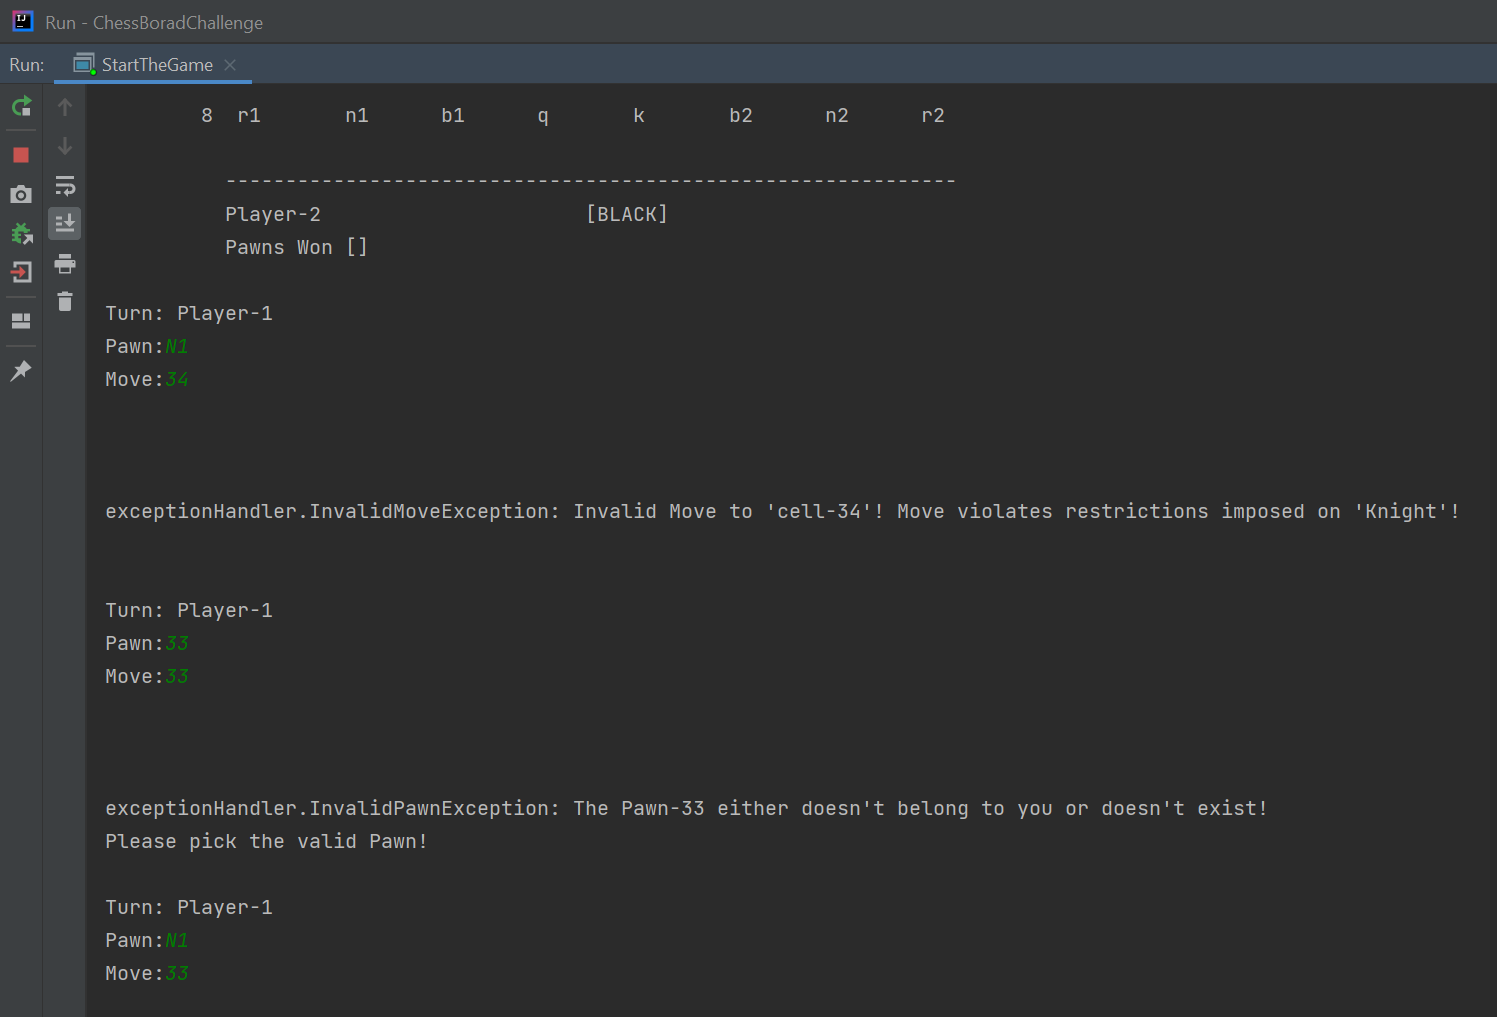 Run - ChessBoradChallenge
Run: StartTheGame
8 r1 n1 b1 q k b2 n2 r2
-------------------------------------------------------------
Player-2 [BLACK]
Pawns Won []
Turn: Player-1
Pawn:N1
Move:34
exceptionHandler.InvalidMoveException: Invalid Move to 'cell-34'! Move violates restrictions imposed on 'Knight'!
Turn: Player-1
Pawn:33
Move:33
exceptionHandler.InvalidPawnException: The Pawn-33 either doesn't belong to you or doesn't exist!
Please pick the valid Pawn!
Turn: Player-1
Pawn:N1
Move:33